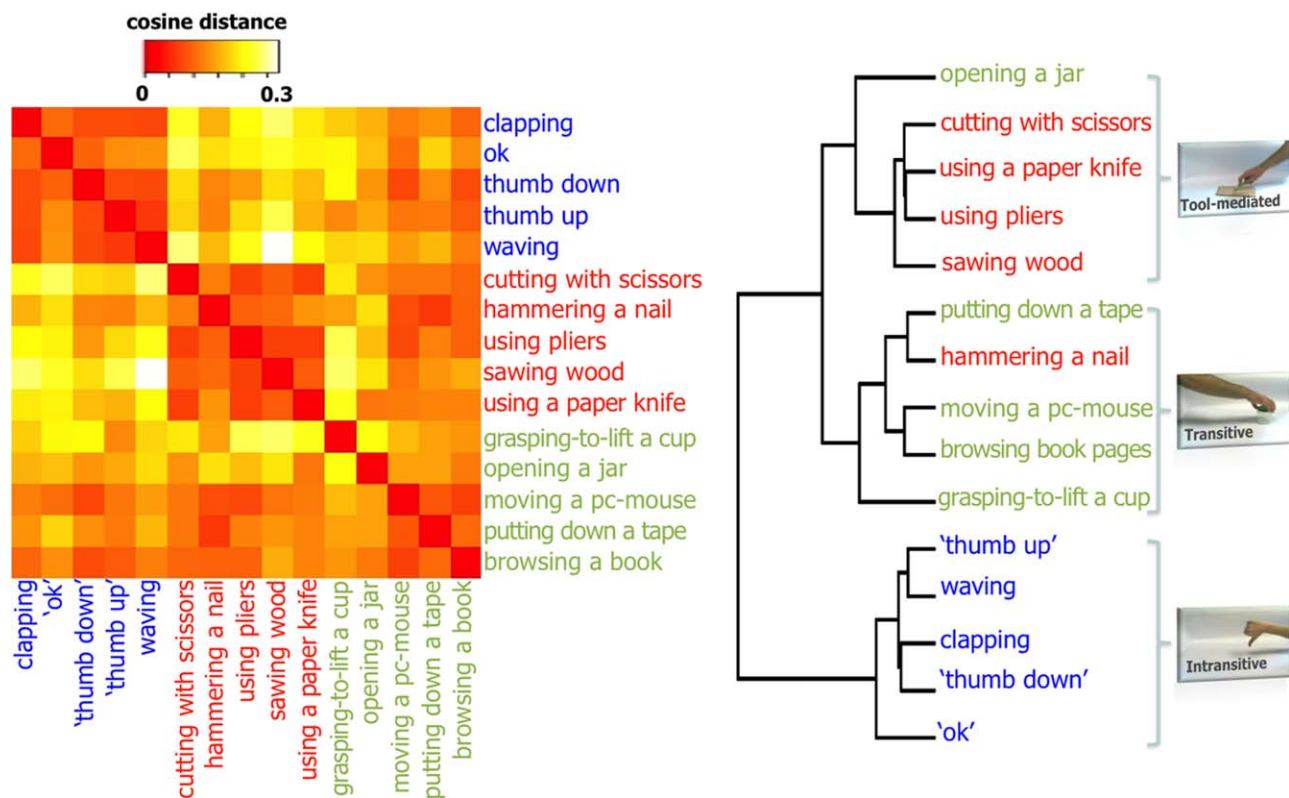 cosine distance
0
0.3
clapping
ok
thumb down
thumb up
waving
cutting with scissors
hammering a nail
using pliers
sawing wood
using a paper knife
grasping-to-lift a cup
opening a jar
moving a pc-mouse
putting down a tape
browsing a book
clapping
'ok'
'thumb down'
'thumb up'
waving
cutting with scissors
hammering a nail
using pliers
sawing wood
using a paper knife
grasping-to-lift a cup
opening a jar
moving a pc-mouse
putting down a tape
browsing a book
opening a jar
cutting with scissors
using a paper knife
using pliers
sawing wood
putting down a tape
hammering a nail
moving a pc-mouse
browsing book pages
grasping-to-lift a cup
‘thumb up’
waving
clapping
‘thumb down’
‘ok’
Tool-mediated
Transitive
Intransitive